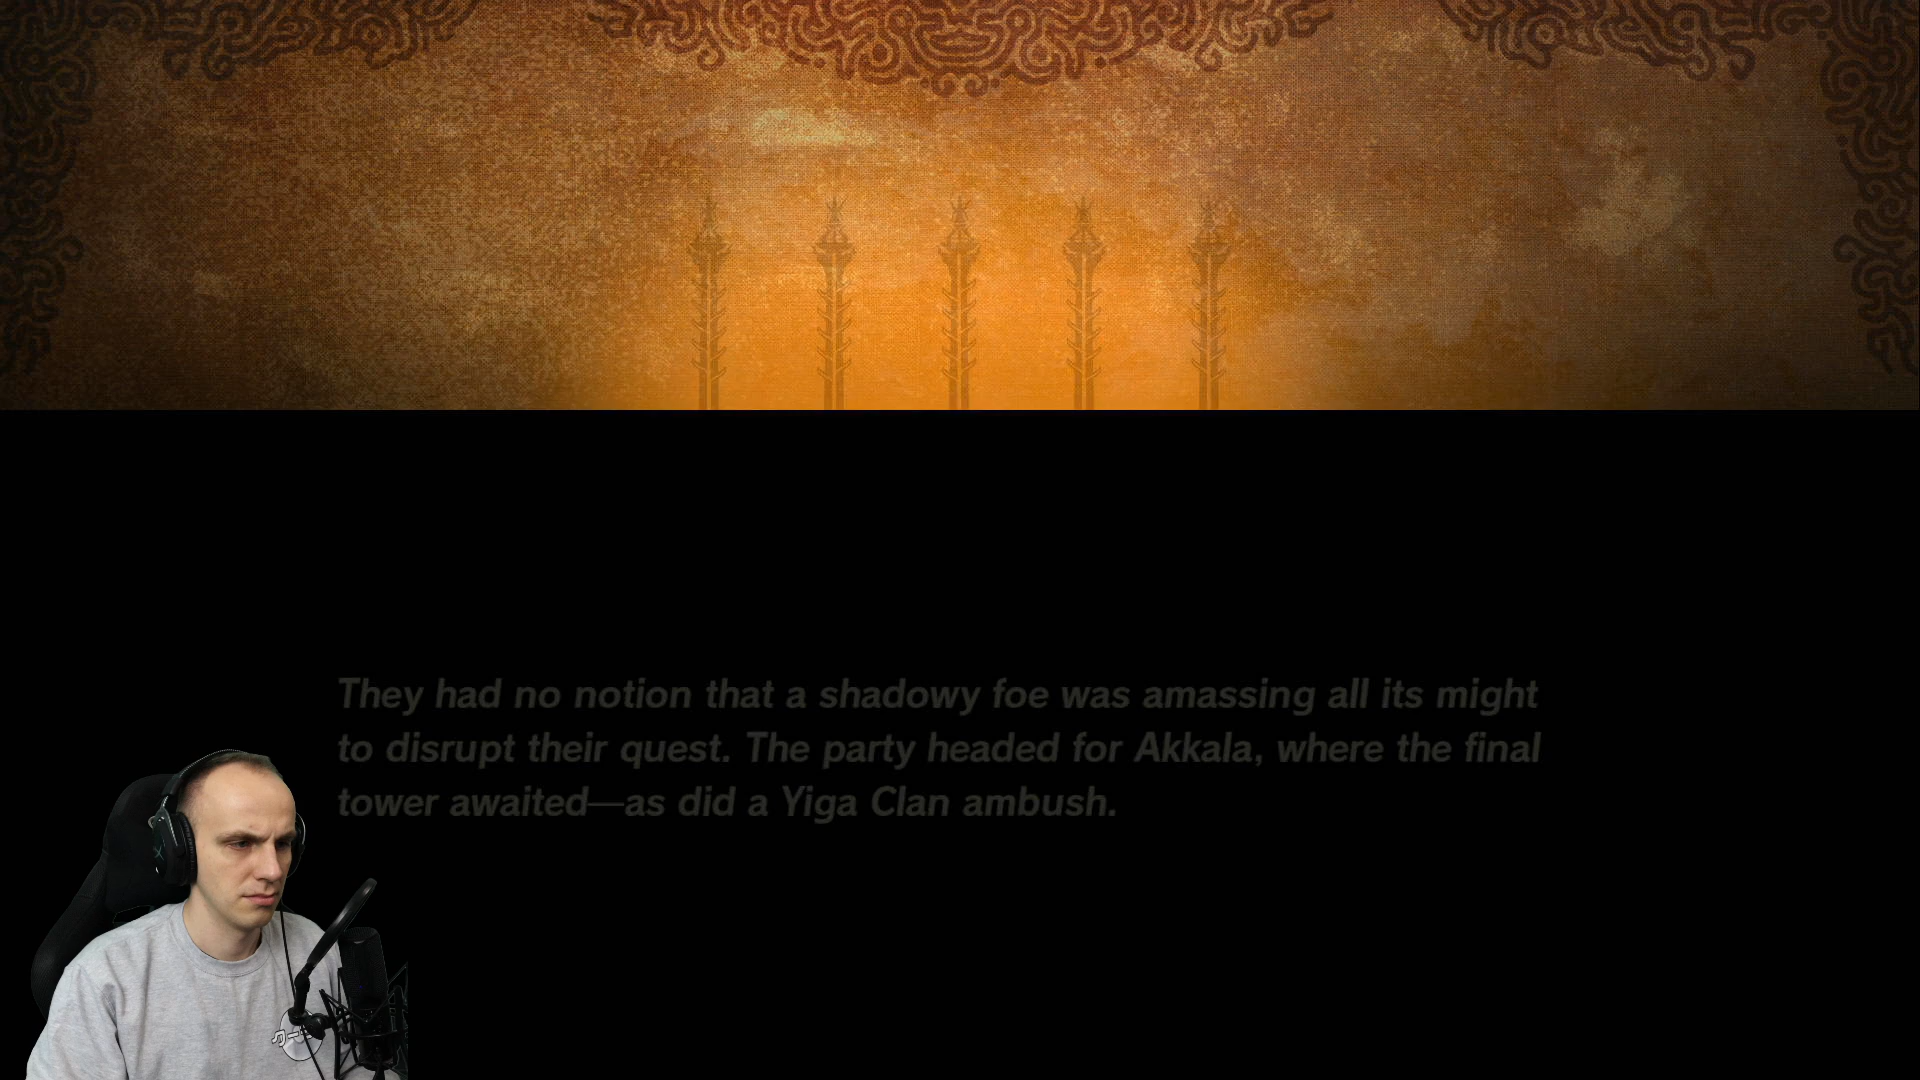 They had no notion that a shadowy foe was amassing all its might
to disrupt their quest. The party headed for Akkala, where the final
tower awaited—as did a Yiga Clan ambush.